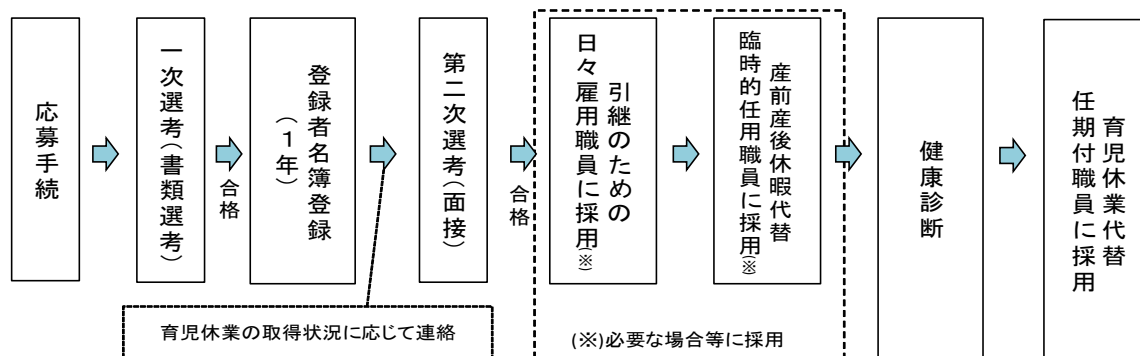 応募手続
一次選考(書類選考)
合格
登録者名簿登録
(１年)
育児休業の取得状況に応じて連絡
第二次選考(面接)
合格
引継のための
日々雇用職員に採用(※)
産前産後休暇代替
臨時的任用職員に採用(※)
(※)必要な場合等に採用
健康診断
育児休業代替
任期付職員に採用